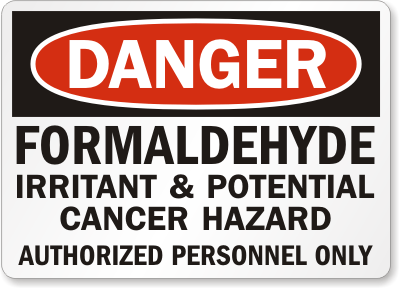 DANGER
FORMALDEHYDE
IRRITANT & POTENTIAL
CANCER HAZARD
AUTHORIZED PERSONNEL ONLY